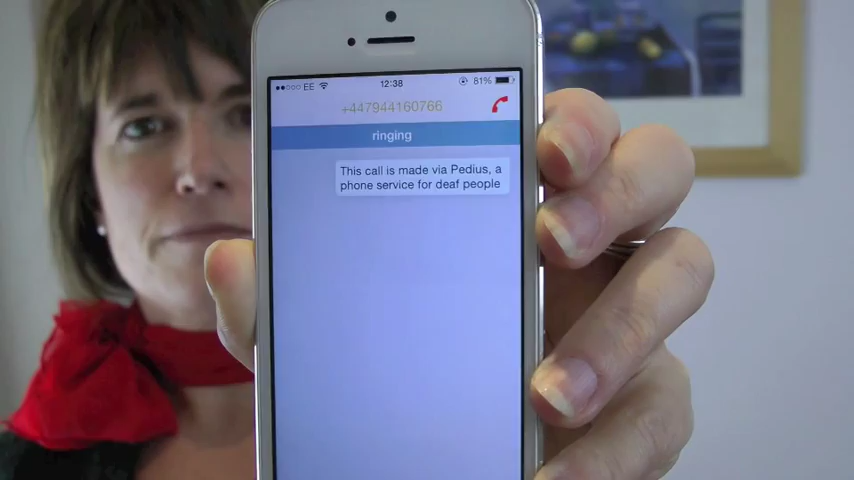 EE 12:38 81%
+447944160766
ringing
This call is made via Pedius, a
phone service for deaf people